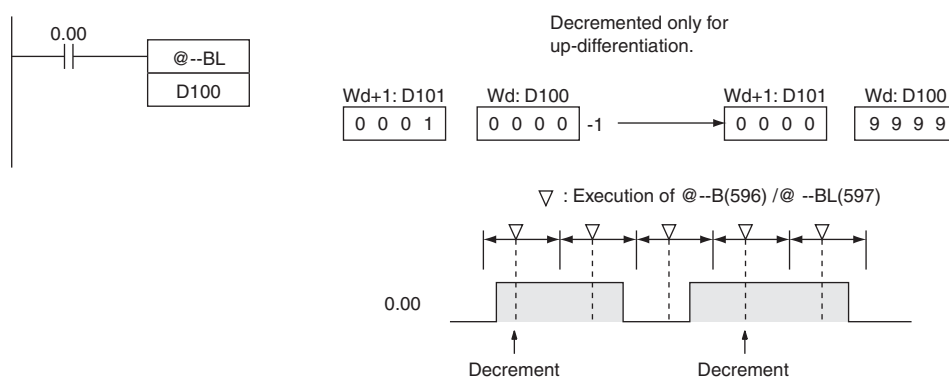 0.00
@--BL
D100
Decremented only for
up-differentiation.
Wd+1: D101 Wd: D100 Wd+1: D101 Wd: D100
0 0 0 1 0 0 0 0 -1 0 0 0 0 9 9 9 9
▽ : Execution of @--B(596) /@ --BL(597)
0.00
Decrement Decrement